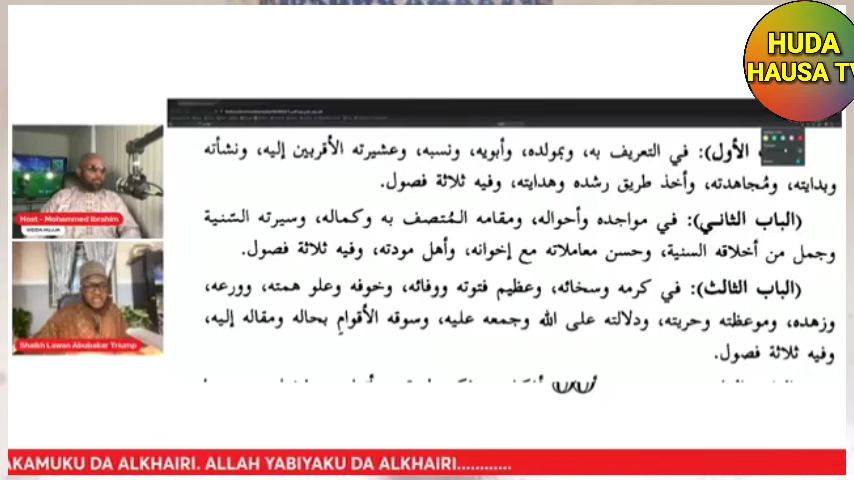 HUDA
HAUSA TV
الأول): في التعريف به، وبمولده، وأبويه، ونسبه، وعشيرته الأقربين إليه، ونشأته
وبدايته، ومُجاهدته، وأخذ طريق رشده وهدايته، وفيه ثلاثة فصول.
(الباب الثاني): في مواجده وأحواله، ومقامه المُتصف به وكماله، وسيرته السّنية
وجمل من أخلاقه السنية، وحسن معاملاته مع إخوانه، وأهل مودته، وفيه ثلاثة فصول.
(الباب الثالث): في كرمه وسخائه، وعظيم فتوته ووفائه، وخوفه وعلو همته، وورعه،
وزهده، وموعظته وحريته، ودلالته على الله وجمعه عليه، وسوقه الأقوامِ بحاله ومقاله إليه،
وفيه ثلاثة فصول.
Host - Mohammed Ibrahim
Shaikh Lawan Abubakar Triump
AKAMUKU DA ALKHAIRI. ALLAH YABIYAKU DA ALKHAIRI............